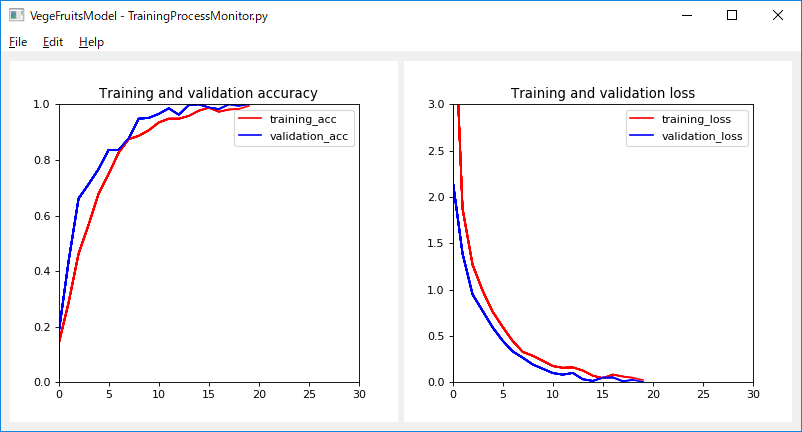 VegeFruitsModel - TrainingProcessMonitor.py
File Edit Help
Training and validation accuracy
1.0
0.8
0.6
0.4
0.2
0.0
0 5 10 15 20 25 30
training_acc
validation_acc
Training and validation loss
3.0
2.5
2.0
1.5
1.0
0.5
0.0
0 5 10 15 20 25 30
training_loss
validation_loss